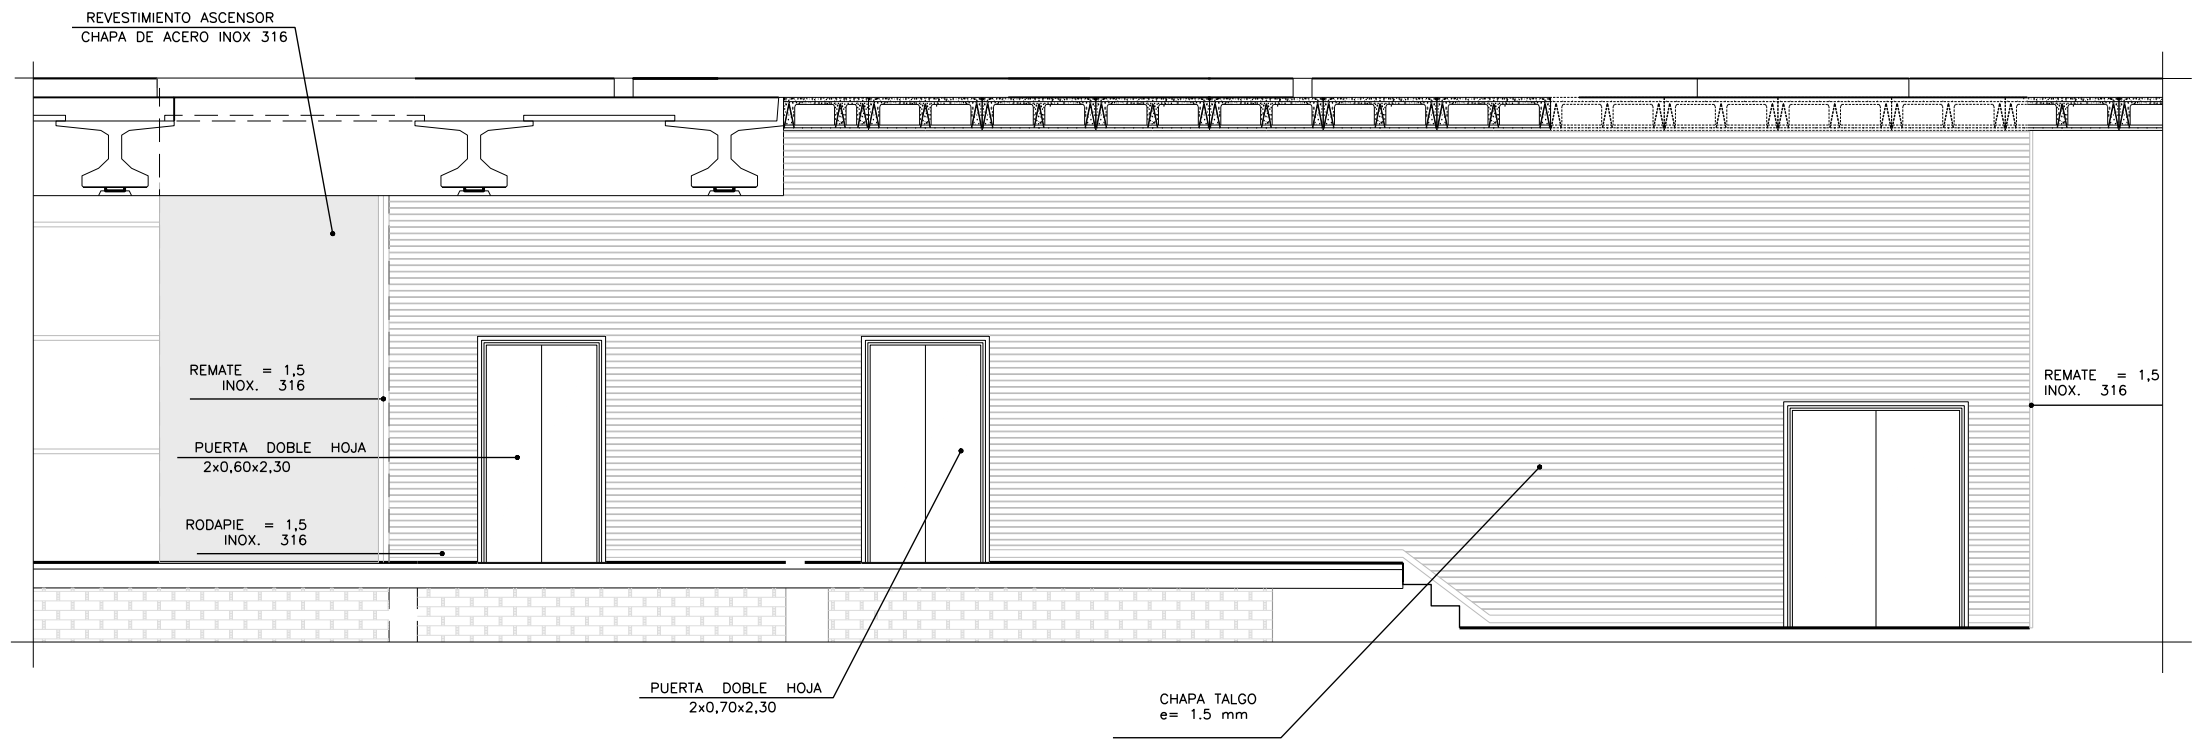 REVESTIMIENTO ASCENSOR
CHAPA DE ACERO INOX 316
REMATE = 1,5
INOX. 316
REMATE = 1,5
INOX. 316
PUERTA DOBLE HOJA
2x0,60x2,30
RODAPIE = 1,5
INOX. 316
PUERTA DOBLE HOJA
2x0,70x2,30
CHAPA TALGO
e= 1.5 mm